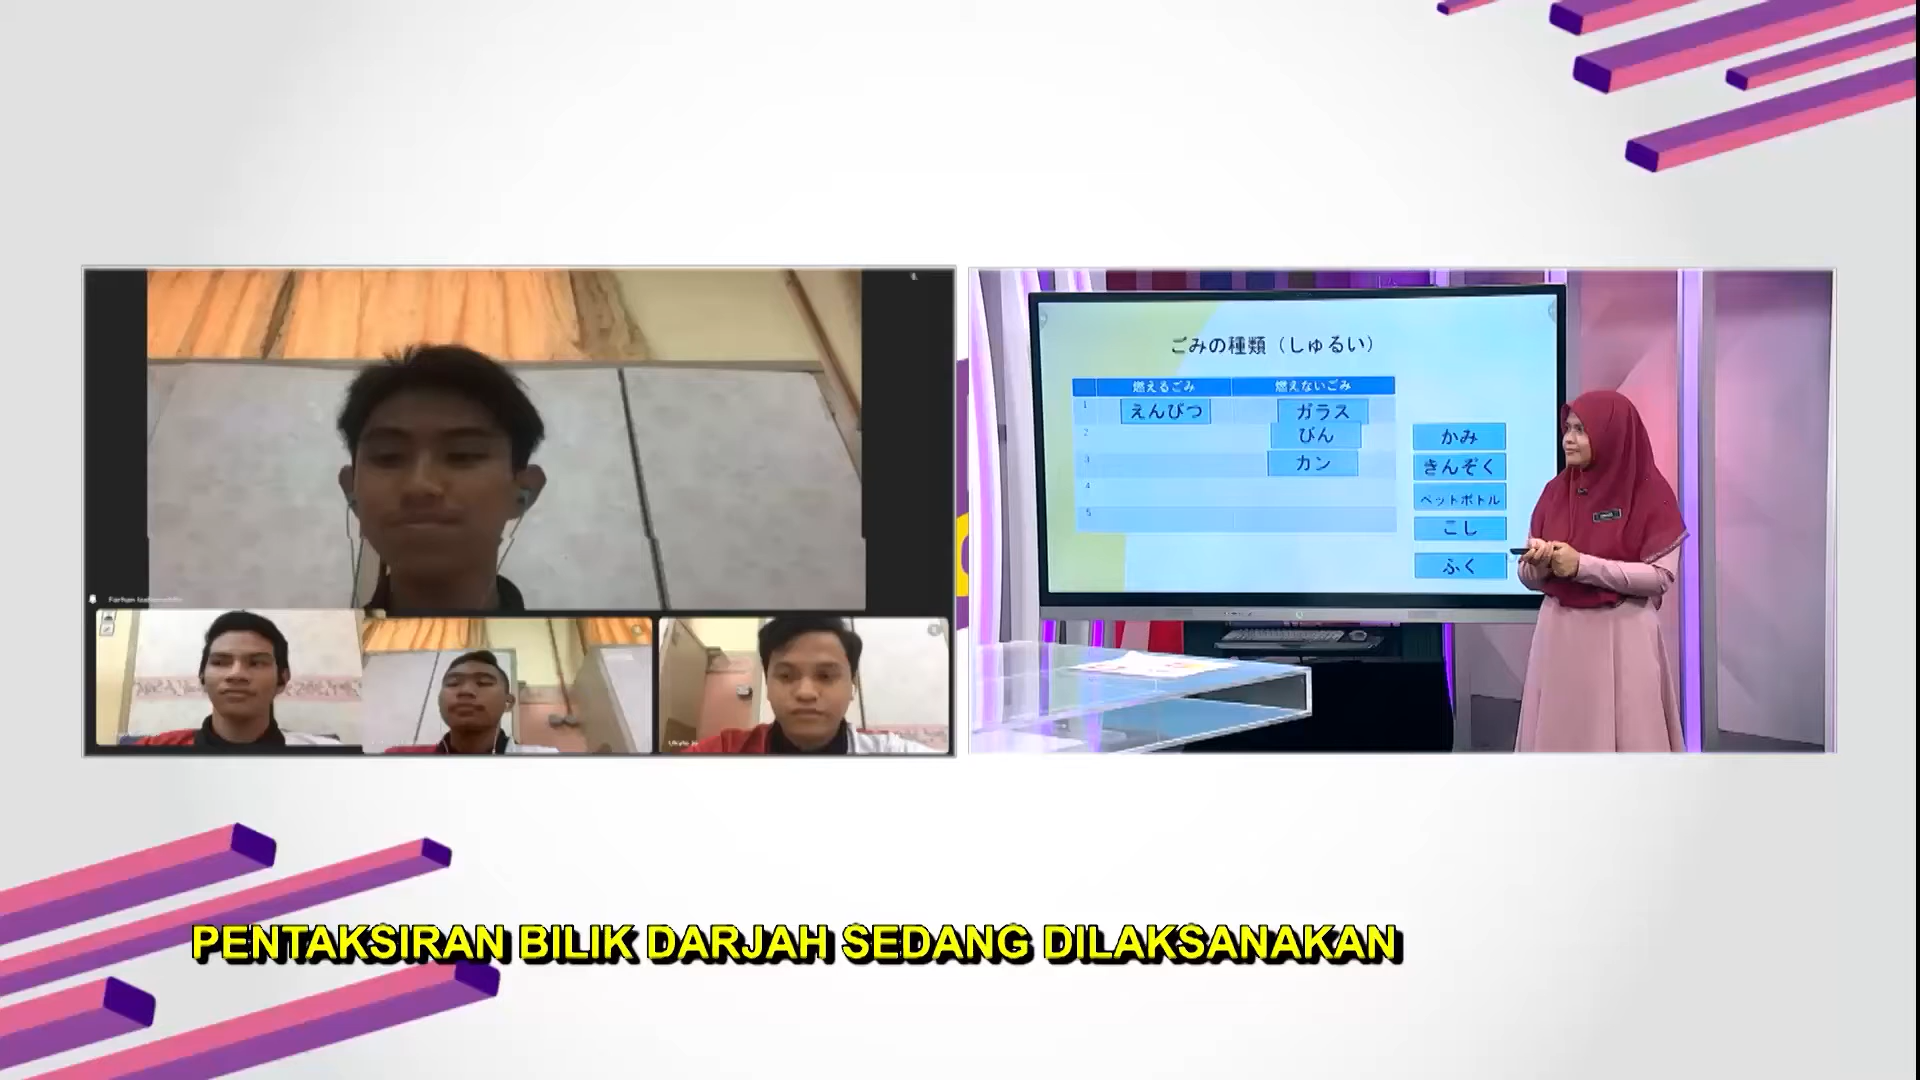 ごみの種類（しゅるい）
燃えるごみ 燃えないごみ
1 えんぴつ ガラス
2 びん
3 カン
4
5
かみ
きんぞく
ペットボトル
こし
ふく
PENTAKSIRAN BILIK DARJAH SEDANG DILAKSANAKAN